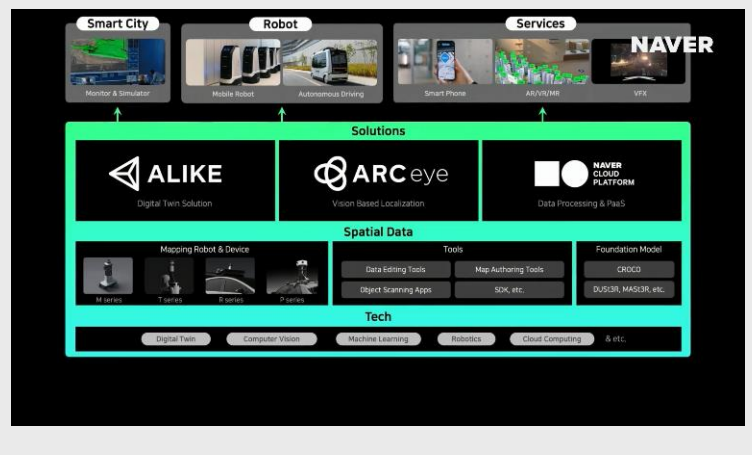 Smart City
Robot
Services
NAVER
Monitor & Simulator
Mobile Robot
Autonomous Driving
Smart Phone
AR/VR/MR
VFX
Solutions
ALIKE
ARC eye
NAVER
CLOUD
PLATFORM
Digital Twin Solution
Vision Based Localization
Data Processing & PaaS
Spatial Data
Mapping Robot & Device
Tools
Foundation Model
Data Editing Tools
Map Authoring Tools
CROCO
Object Scanning Apps
SDK, etc.
DUSt3R, MASt3R, etc.
M series
T series
B series
P series
Tech
Digital Twin
Computer Vision
Machine Learning
Robotics
Cloud Computing
& etc.